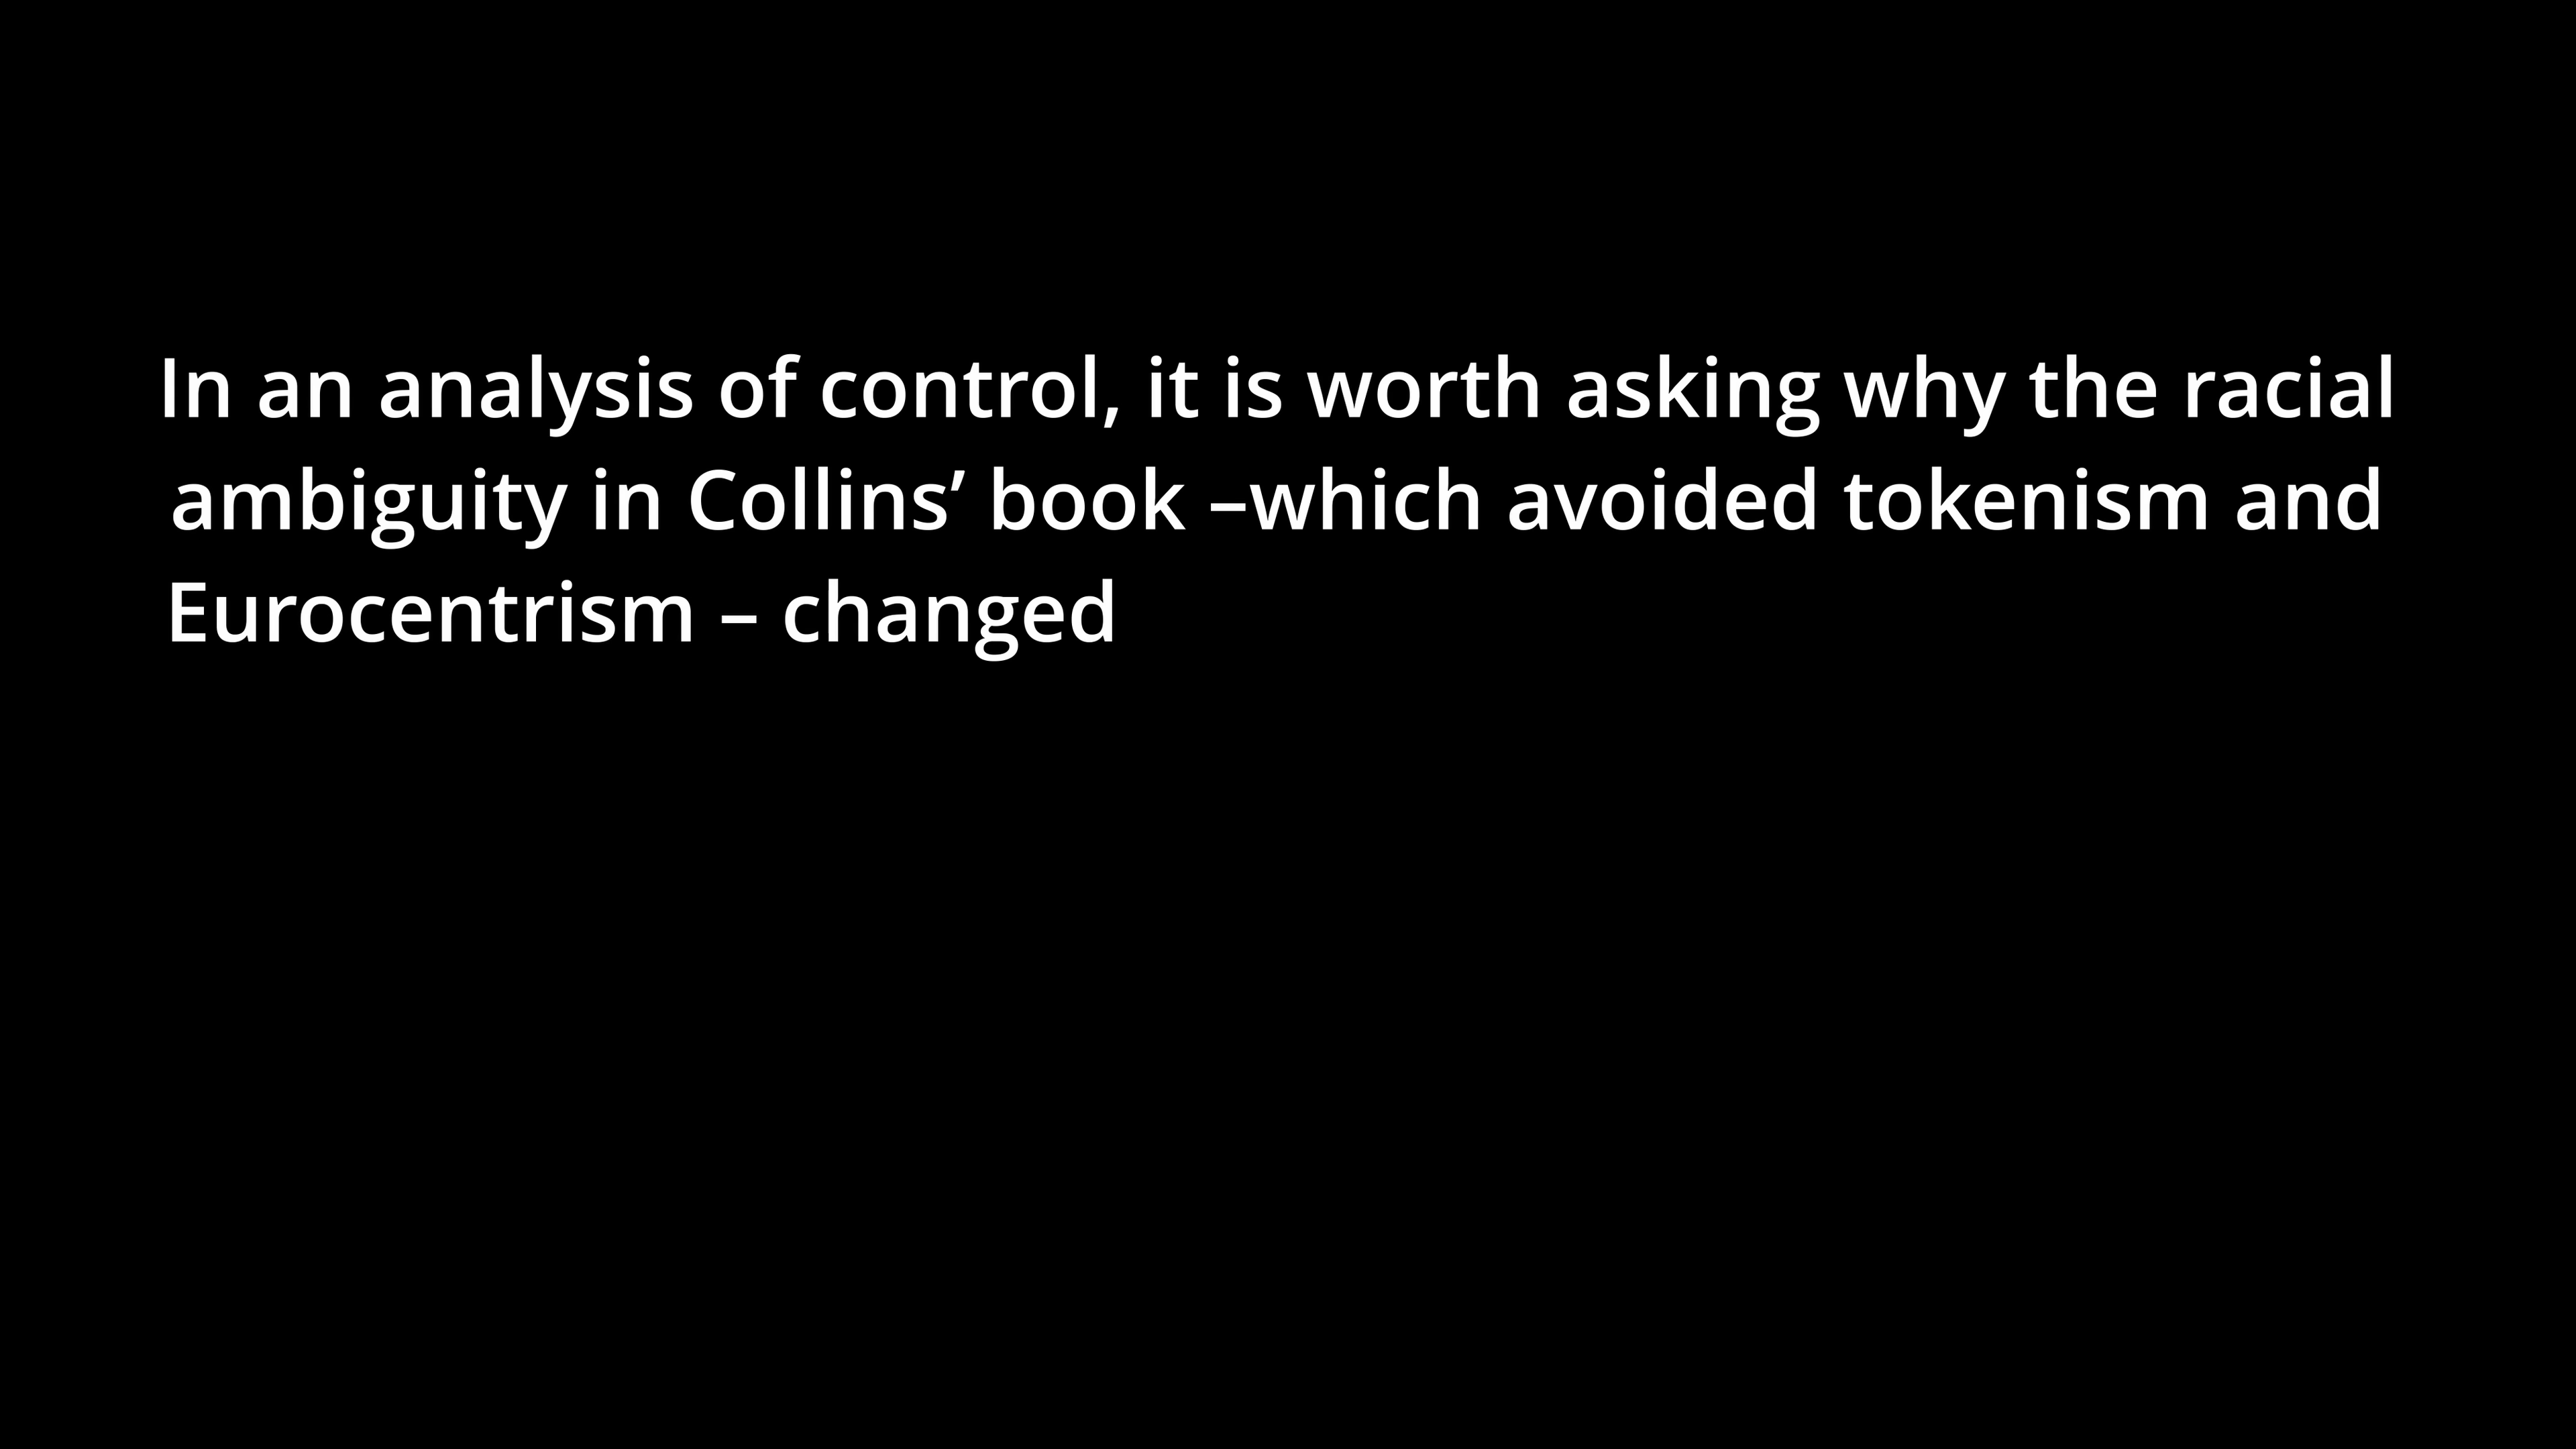 In an analysis of control, it is worth asking why the racial
ambiguity in Collins’ book –which avoided tokenism and
Eurocentrism – changed